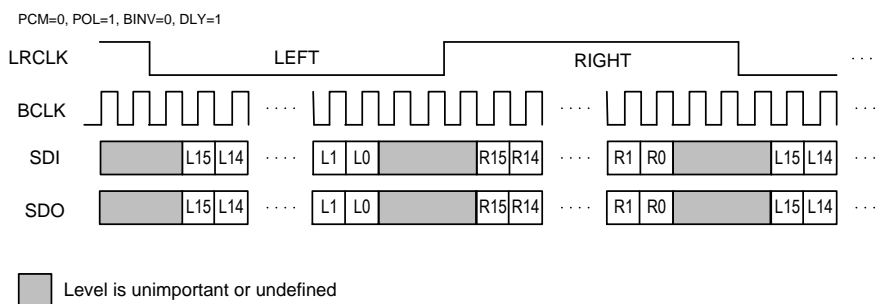 PCM=0, POL=1, BINV=0, DLY=1
LRCLK LEFT RIGHT ....
BCLK .... .... ....
SDI L15 L14 .... L1 L0 R15 R14 .... R1 R0 L15 L14 ....
SDO L15 L14 .... L1 L0 R15 R14 .... R1 R0 L15 L14 ....
Level is unimportant or undefined